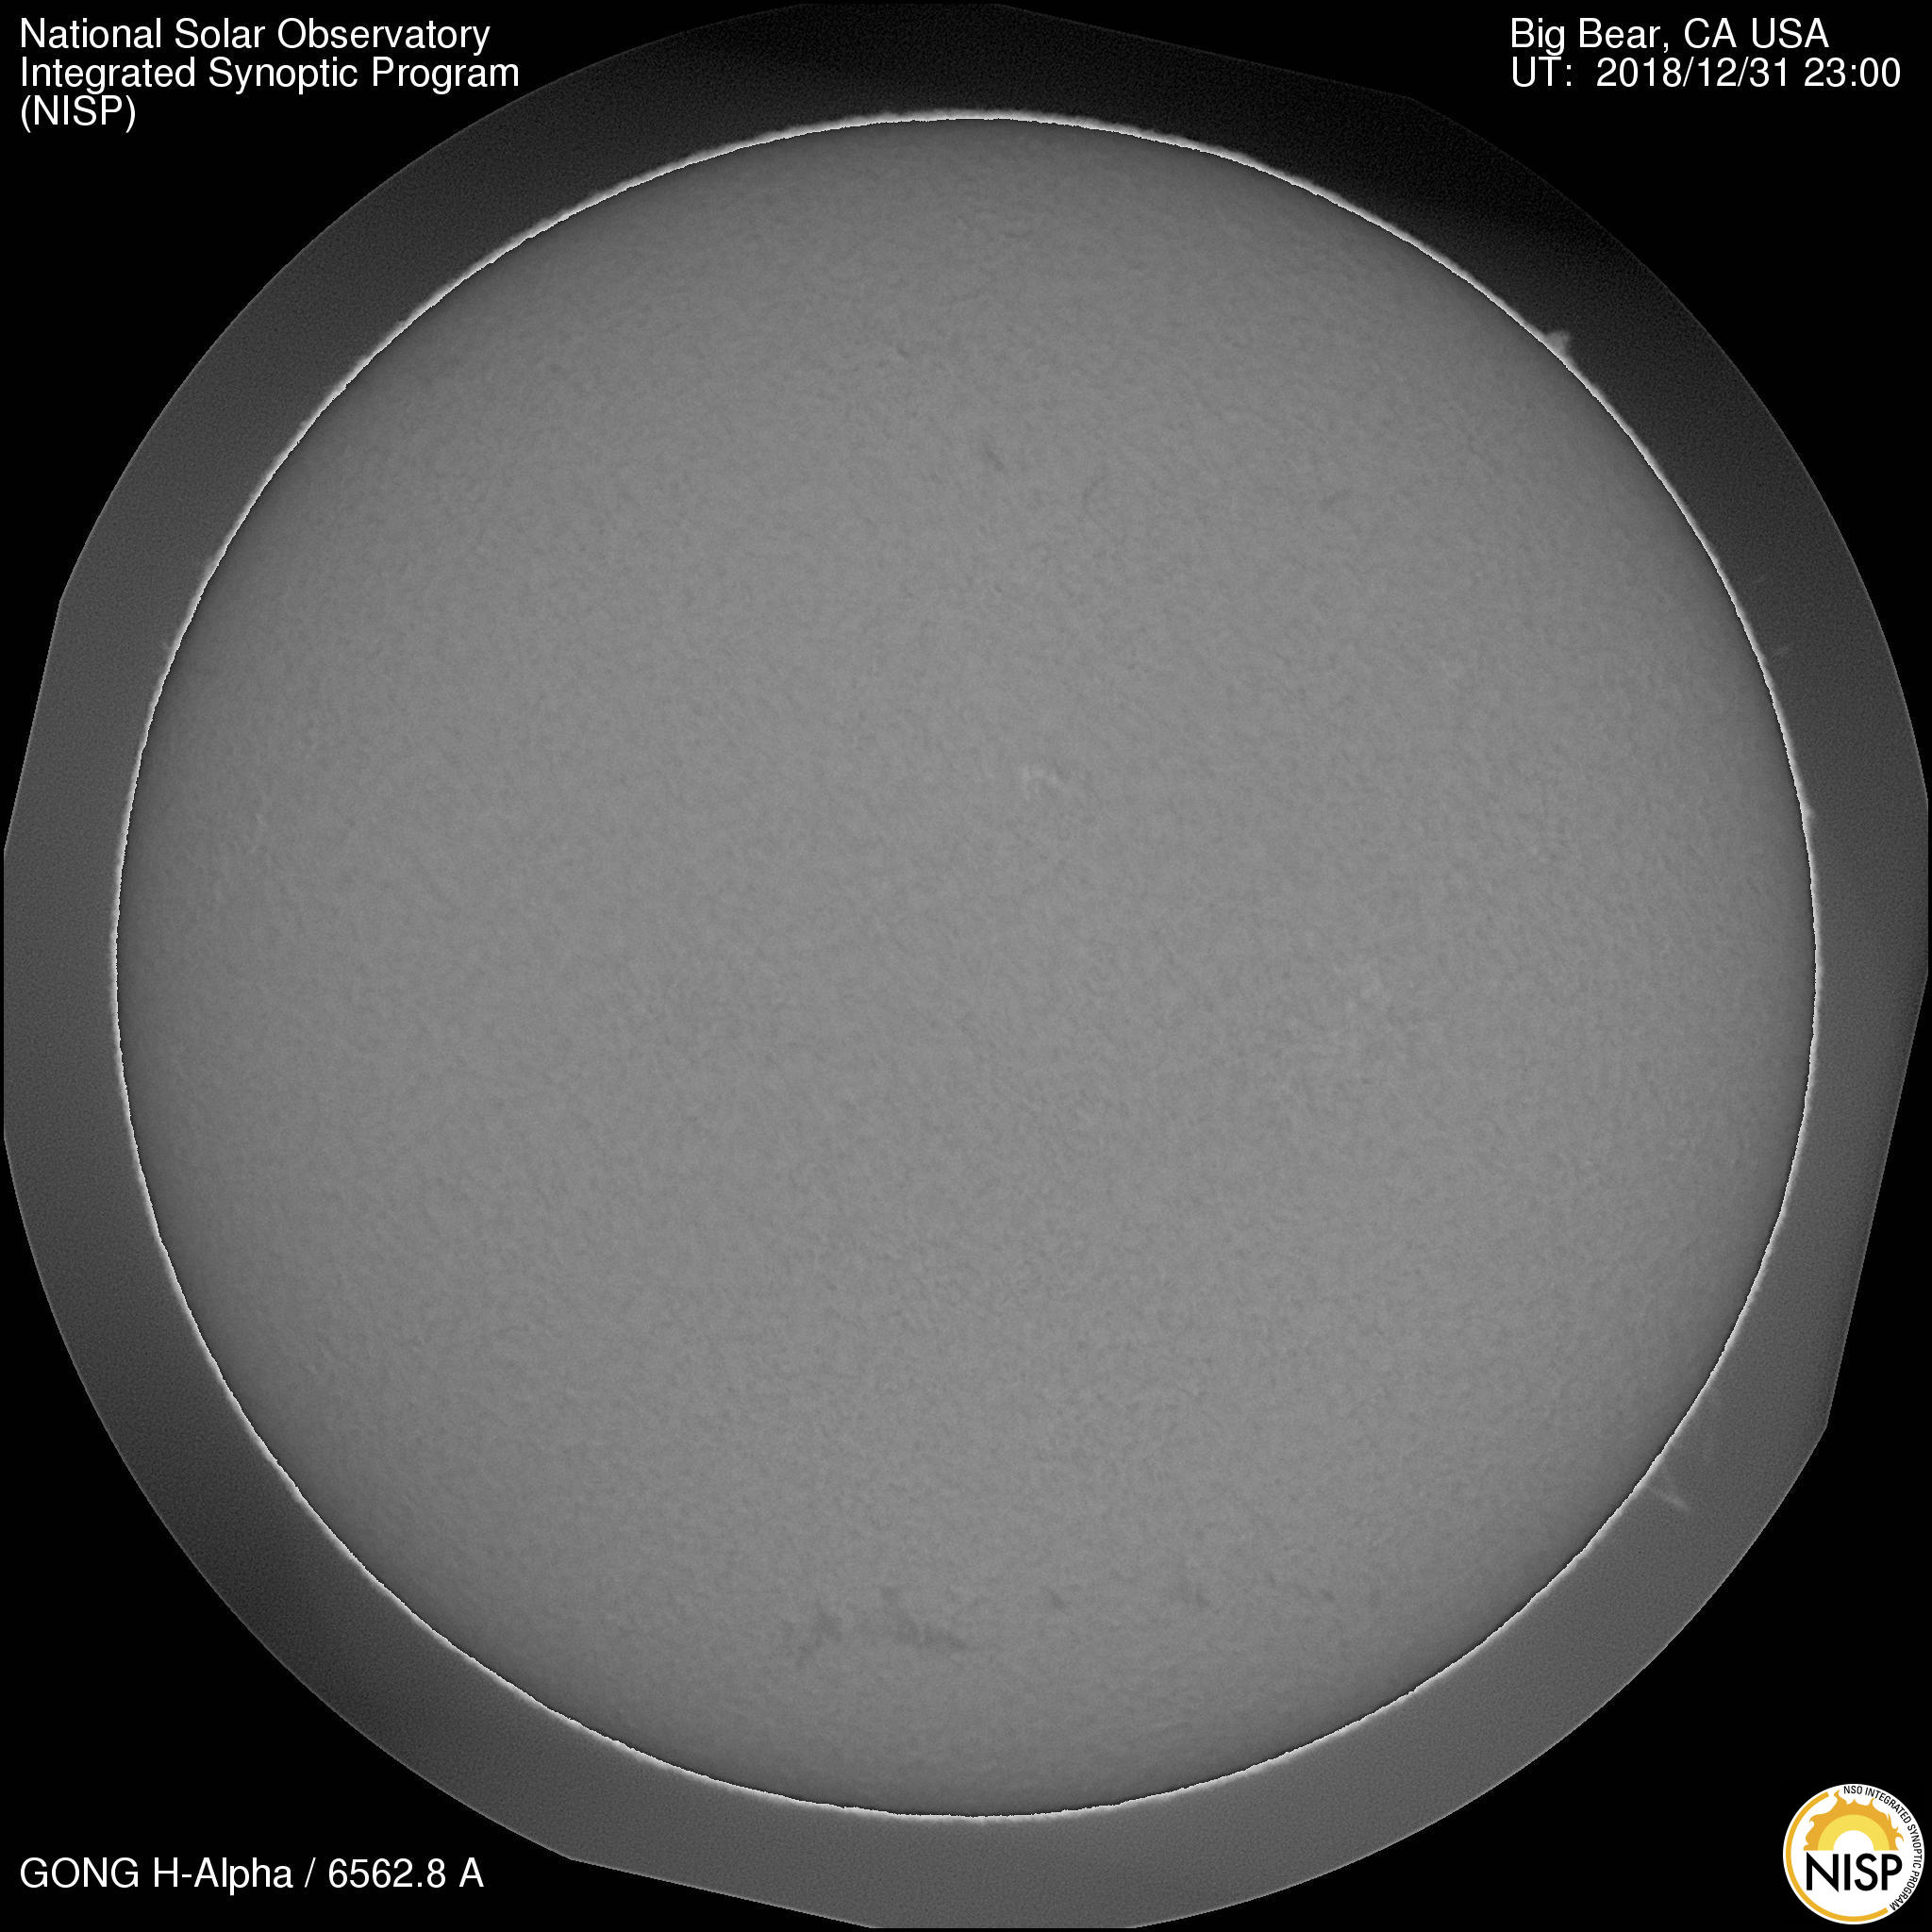 National Solar Observatory
Integrated Synoptic Program
(NISP)
Big Bear, CA USA
UT: 2018/12/31 23:00
GONG H-Alpha / 6562.8 A
NSO INTEGRATED SYNOPTIC PROGRAM
NISP